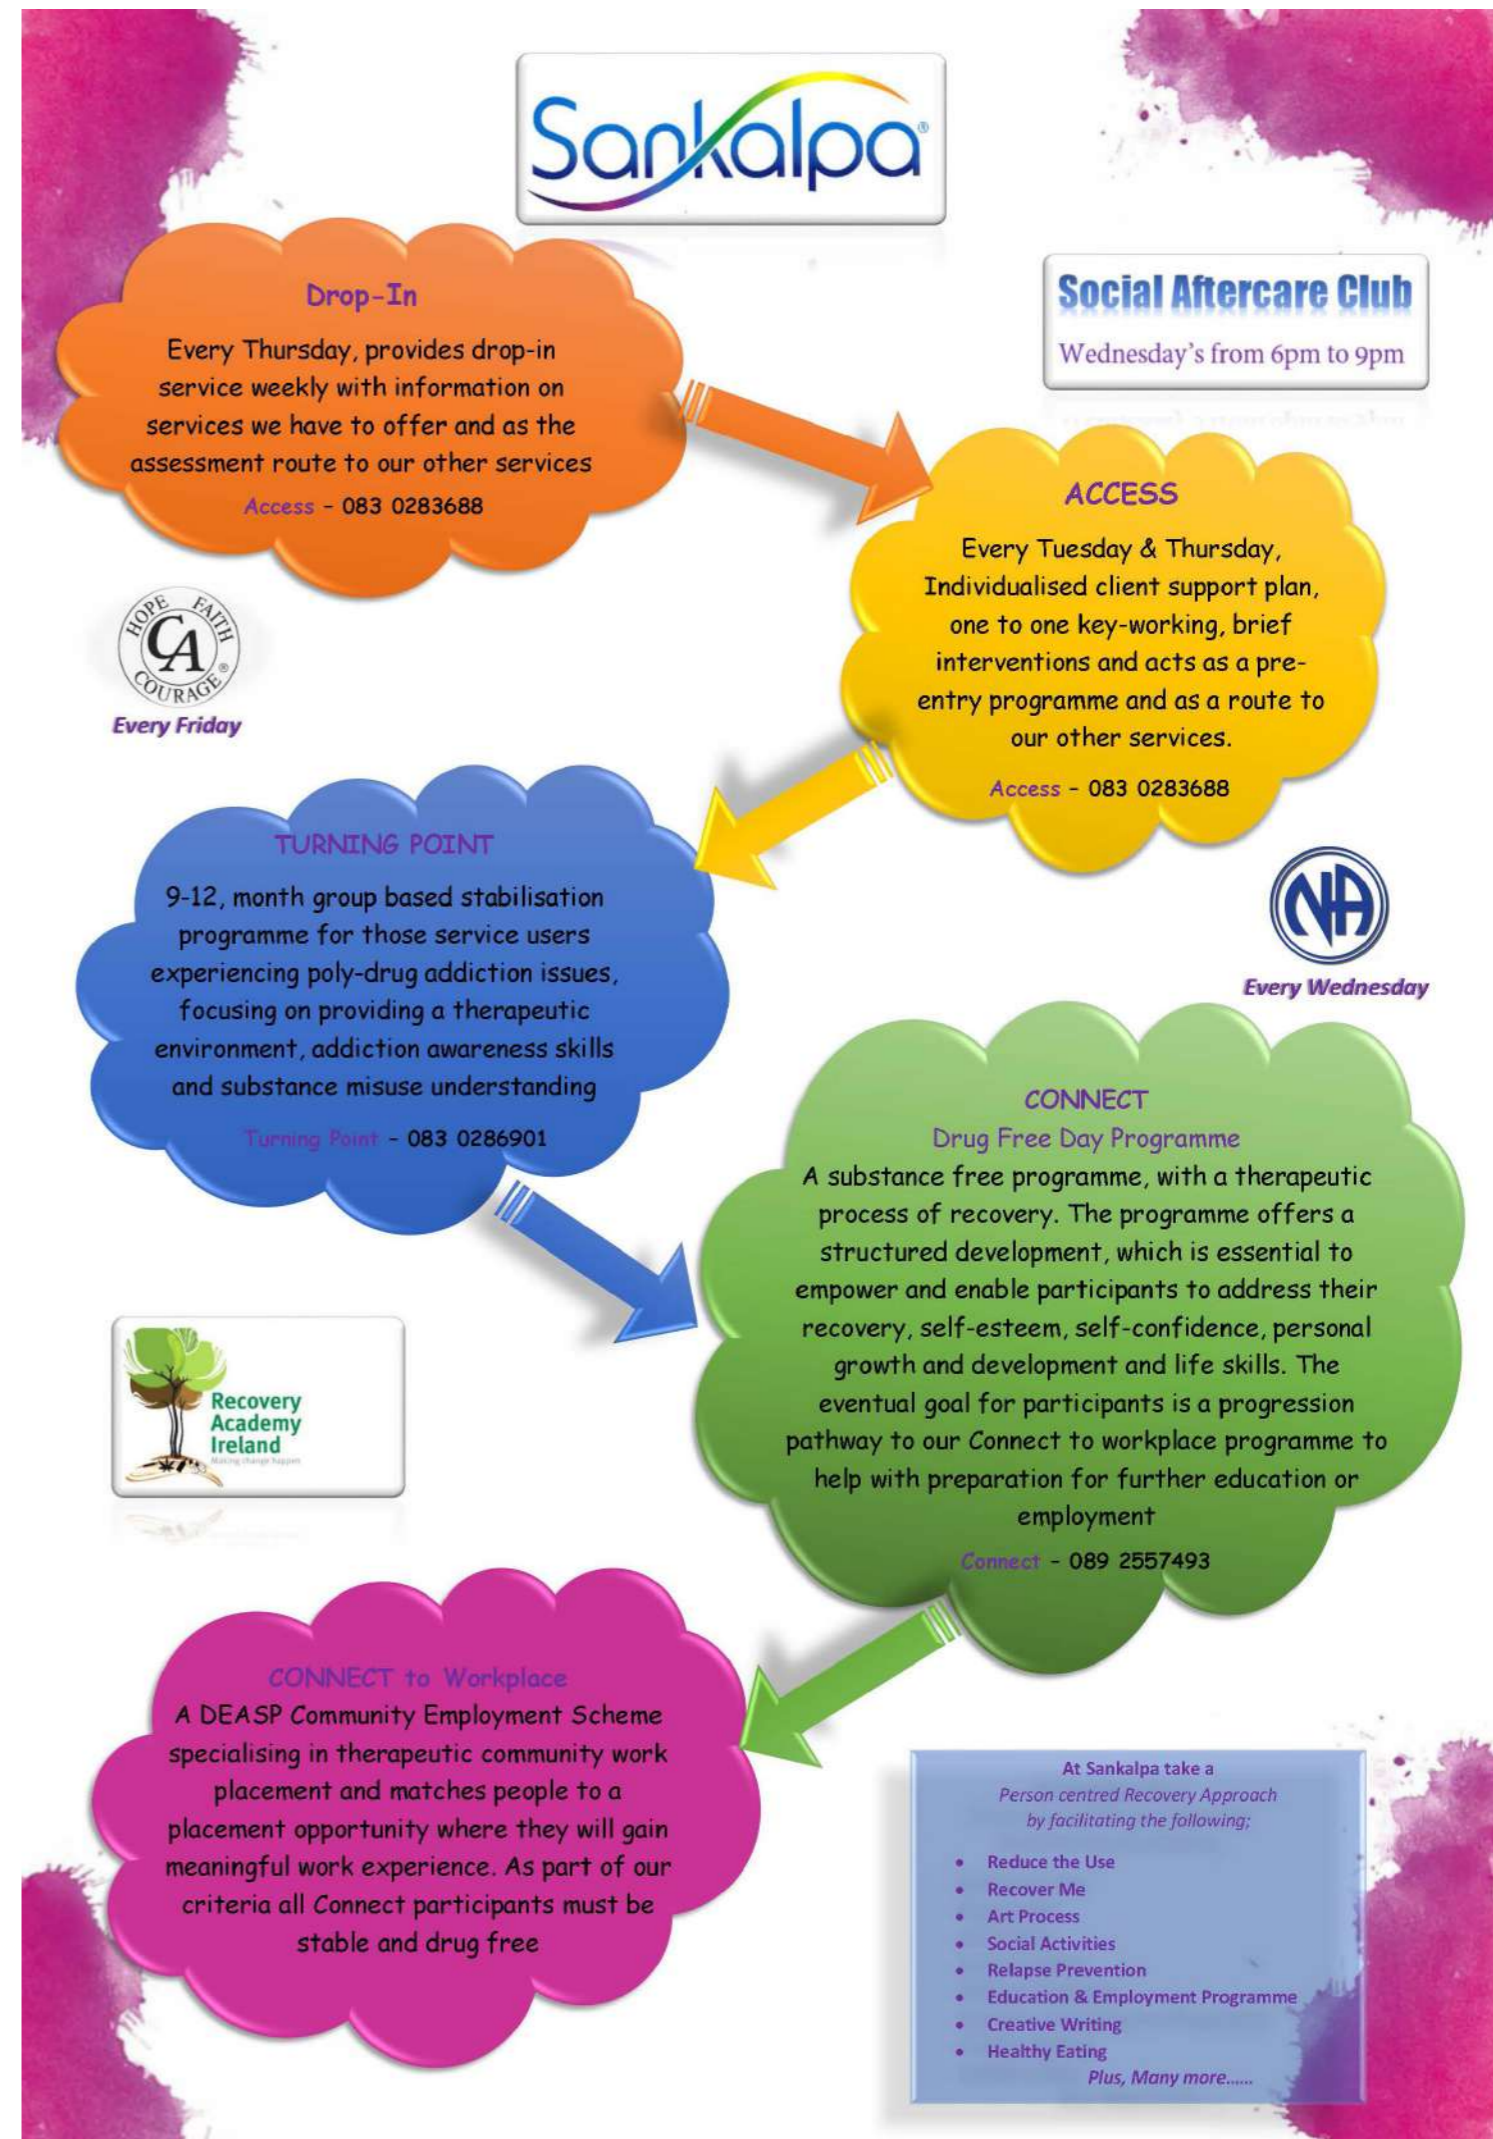 Sankalpa®
Social Aftercare Club
Wednesday's from 6pm to 9pm
Drop-In
Every Thursday, provides drop-in
service weekly with information on
services we have to offer and as the
assessment route to our other services
Access - 083 0283688
ACCESS
Every Tuesday & Thursday,
Individualised client support plan,
one to one key-working, brief
interventions and acts as a pre-
entry programme and as a route to
our other services.
Access - 083 0283688
HOPE FAITH
CA®
COURAGE
Every Friday
TURNING POINT
9-12, month group based stabilisation
programme for those service users
experiencing poly-drug addiction issues,
focusing on providing a therapeutic
environment, addiction awareness skills
and substance misuse understanding
Turning Point - 083 0286901
NA
Every Wednesday
CONNECT
Drug Free Day Programme
A substance free programme, with a therapeutic
process of recovery. The programme offers a
structured development, which is essential to
empower and enable participants to address their
recovery, self-esteem, self-confidence, personal
growth and development and life skills. The
eventual goal for participants is a progression
pathway to our Connect to workplace programme to
help with preparation for further education or
employment
Connect - 089 2557493
Recovery
Academy
Ireland
Making change happen
CONNECT to Workplace
A DEASP Community Employment Scheme
specialising in therapeutic community work
placement and matches people to a
placement opportunity where they will gain
meaningful work experience. As part of our
criteria all Connect participants must be
stable and drug free
At Sankalpa take a
Person centred Recovery Approach
by facilitating the following;
• Reduce the Use
• Recover Me
• Art Process
• Social Activities
• Relapse Prevention
• Education & Employment Programme
• Creative Writing
• Healthy Eating
Plus, Many more......